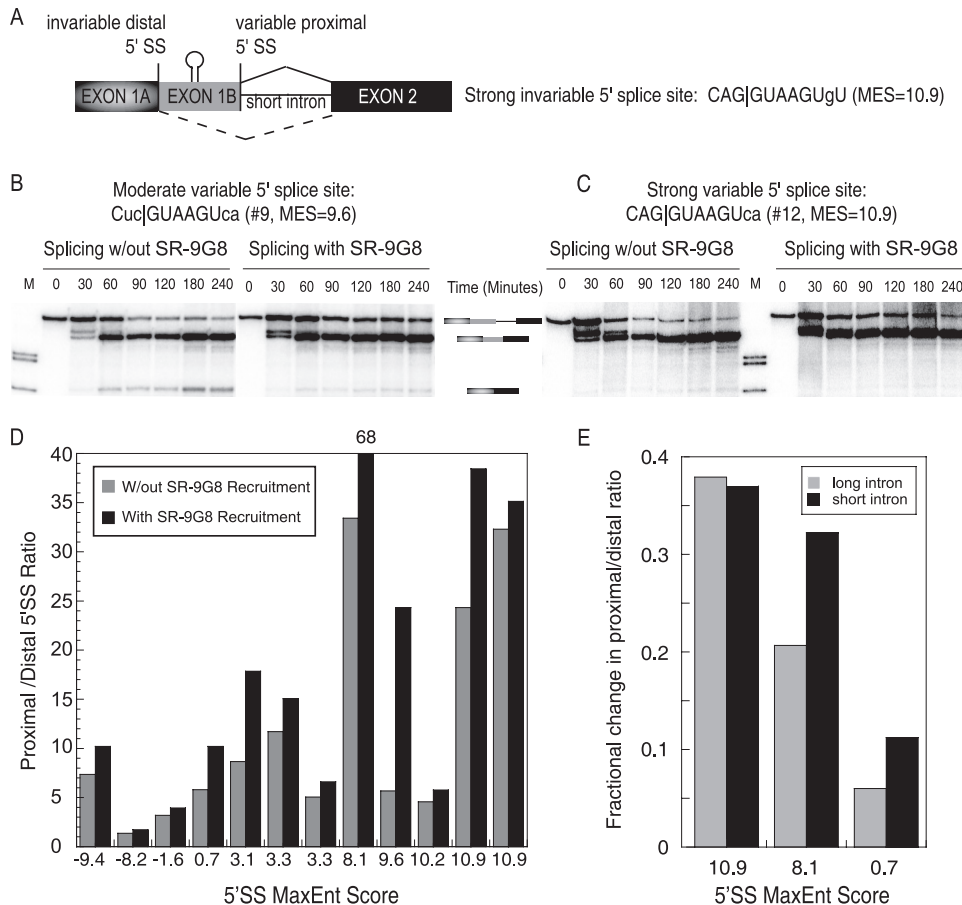 A
invariable distal
5' SS
variable proximal
5' SS
EXON 1A
EXON 1B
short intron
EXON 2
Strong invariable 5' splice site: CAG|GUAAGUgU (MES=10.9)
B
Moderate variable 5' splice site:
Cuc|GUAAGUca (#9, MES=9.6)
Splicing w/out SR-9G8
Splicing with SR-9G8
M 0 30 60 90 120 180 240
0 30 60 90 120 180 240
Time (Minutes)
C
Strong variable 5' splice site:
CAG|GUAAGUca (#12, MES=10.9)
Splicing w/out SR-9G8
Splicing with SR-9G8
0 30 60 90 120 180 240 M
0 30 60 90 120 180 240
D
68
40
35
30
25
20
15
10
5
0
Proximal /Distal 5'SS Ratio
W/out SR-9G8 Recruitment
With SR-9G8 Recruitment
-9.4 -8.2 -1.6 0.7 3.1 3.3 3.3 8.1 9.6 10.2 10.9 10.9
5'SS MaxEnt Score
E
0.4
0.3
0.2
0.1
0
Fractional change in proximal/distal ratio
long intron
short intron
10.9 8.1 0.7
5'SS MaxEnt Score